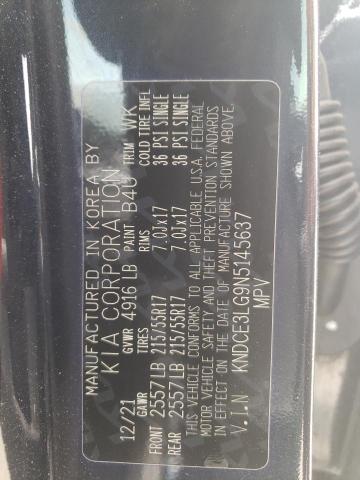 MANUFACTURED IN KOREA BY
KIA CORPORATION
12/21 GVWR 4916 LB PAINT B4U TRIM WK
GAWR TIRES RIMS COLD TIRE INFL
FRONT 2557 LB 215/55R17 7.0JX17 36 PSI SINGLE
REAR 2557 LB 215/55R17 7.0JX17 36 PSI SINGLE
THIS VEHICLE CONFORMS TO ALL APPLICABLE U.S.A. FEDERAL
MOTOR VEHICLE SAFETY AND THEFT PREVENTION STANDARDS
IN EFFECT ON THE DATE OF MANUFACTURE SHOWN ABOVE.
V.I.N KNDCE3LG9N5145637
MPV